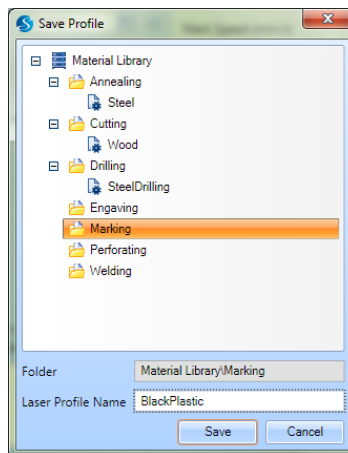 Save Profile
Material Library
Annealing
Steel
Cutting
Wood
Drilling
SteelDrilling
Engaving
Marking
Perforating
Welding
Folder Material Library\Marking
Laser Profile Name BlackPlastic
Save Cancel